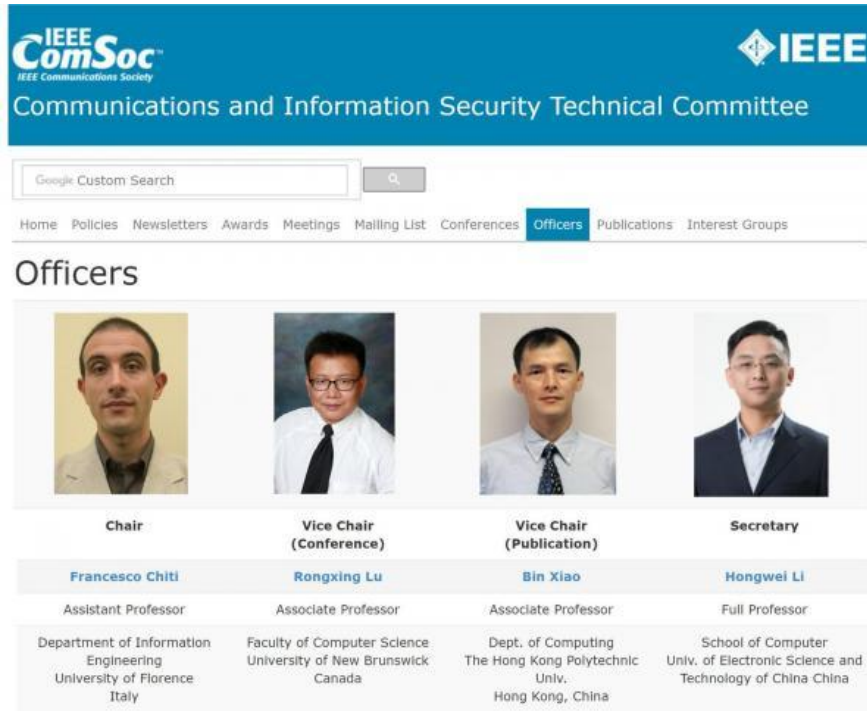 IEEE
ComSoc™
IEEE Communications Society
IEEE
Communications and Information Security Technical Committee
Google Custom Search
Home Policies Newsletters Awards Meetings Mailing List Conferences Officers Publications Interest Groups
Officers
Chair
Francesco Chiti
Assistant Professor
Department of Information
Engineering
University of Florence
Italy
Vice Chair
(Conference)
Rongxing Lu
Associate Professor
Faculty of Computer Science
University of New Brunswick
Canada
Vice Chair
(Publication)
Bin Xiao
Associate Professor
Dept. of Computing
The Hong Kong Polytechnic
Univ.
Hong Kong, China
Secretary
Hongwei Li
Full Professor
School of Computer
Univ. of Electronic Science and
Technology of China China